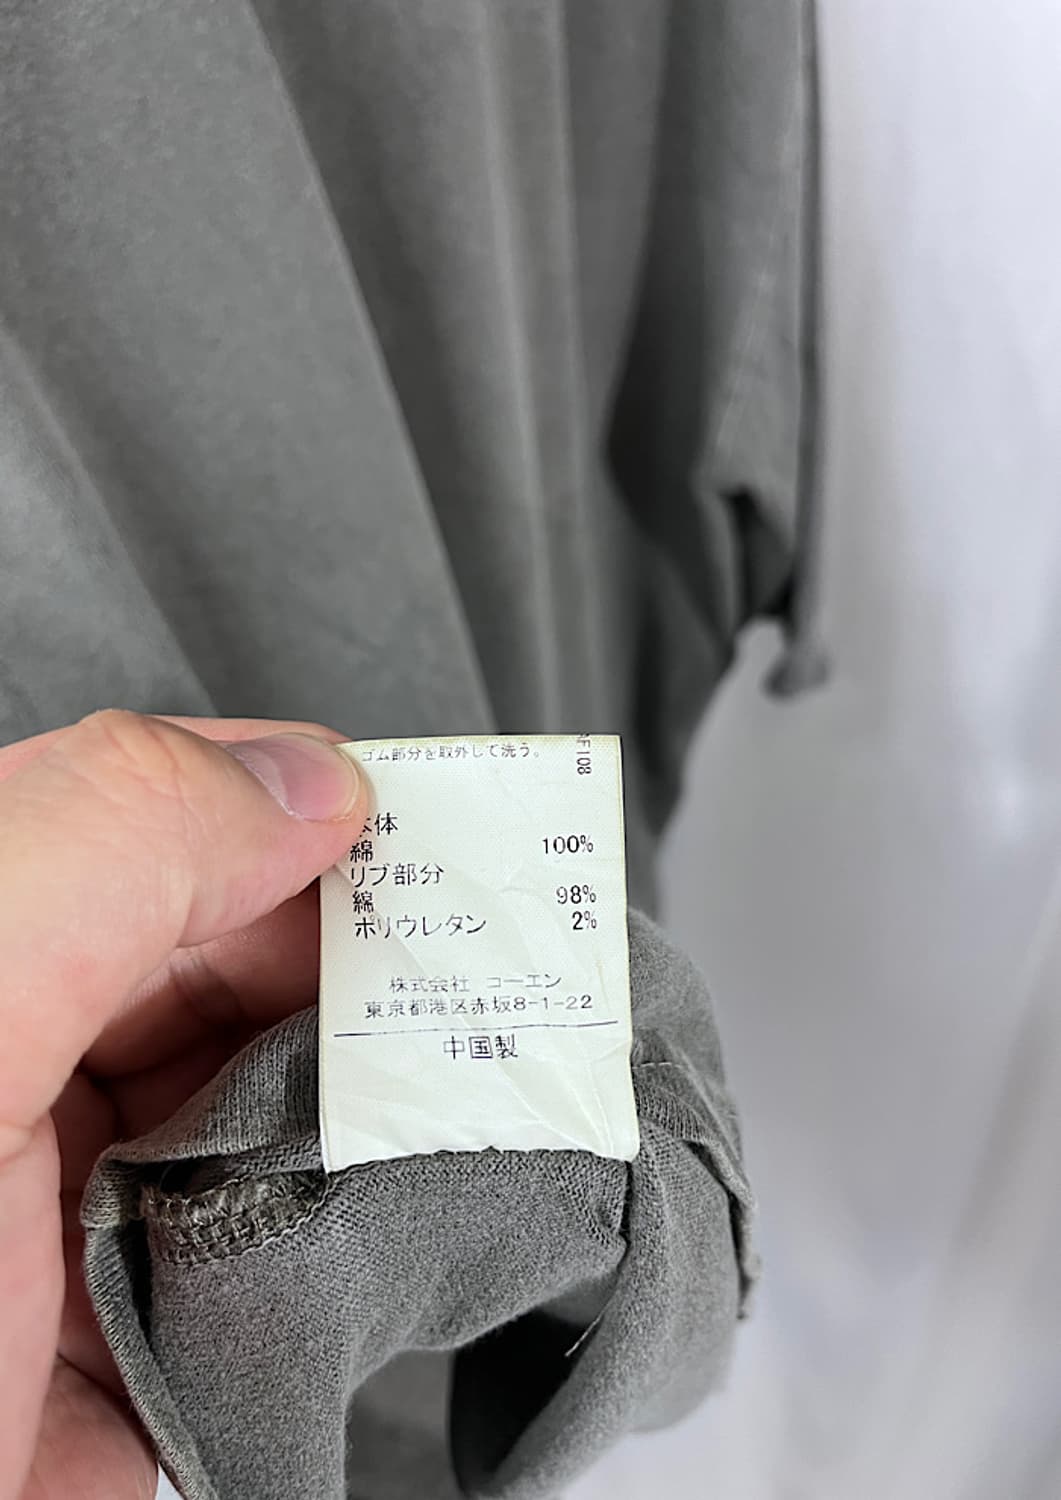 ゴム部分を取外して洗う。
AF108
本体
綿 100%
リブ部分
綿 98%
ポリウレタン 2%
株式会社 コーエン
東京都港区赤坂8-1-22
中国製